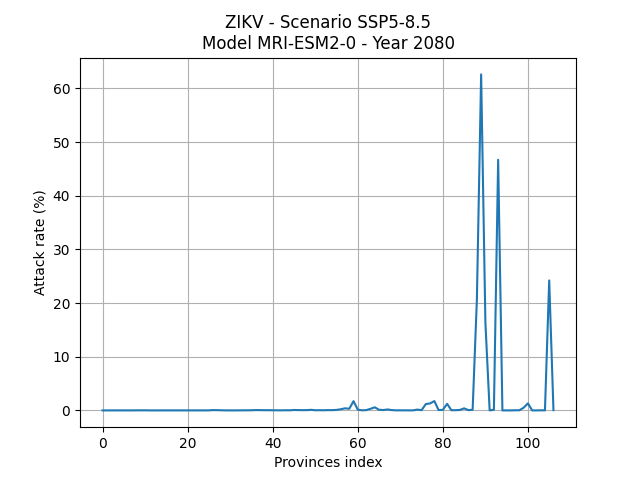 ZIKV - Scenario SSP5-8.5
Model MRI-ESM2-0 - Year 2080
Attack rate (%)
60
50
40
30
20
10
0
0 20 40 60 80 100
Provinces index